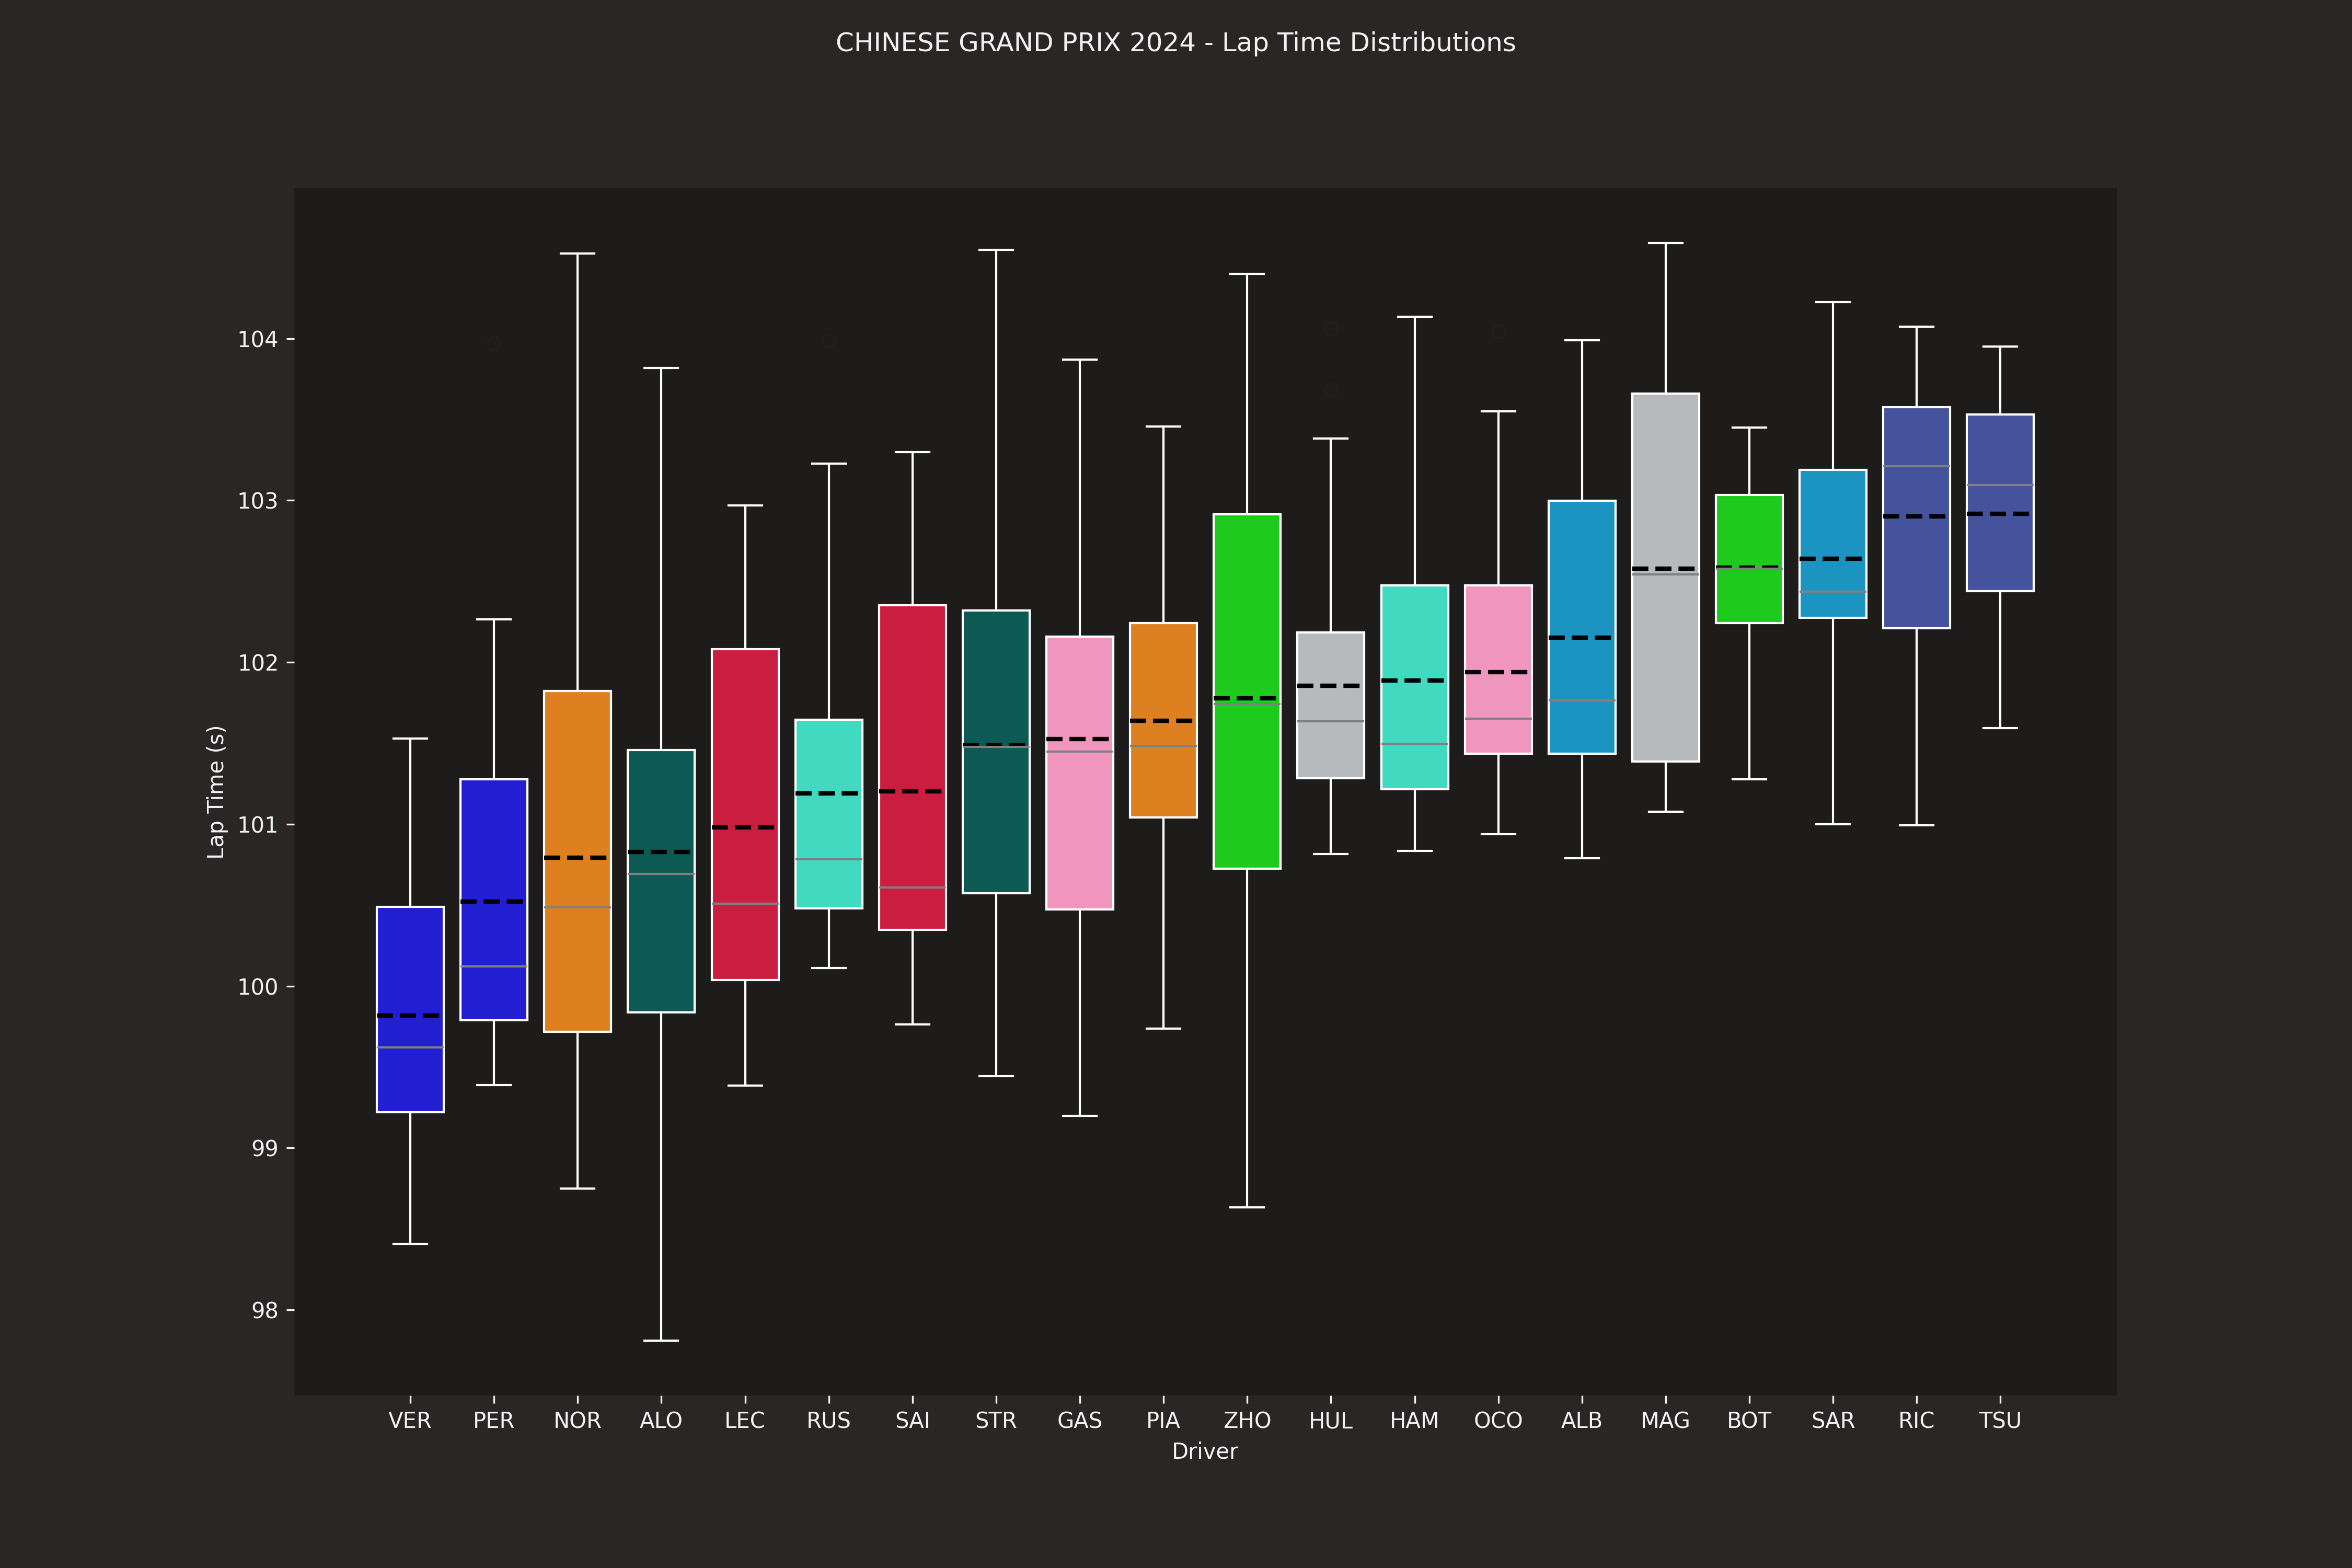 CHINESE GRAND PRIX 2024 - Lap Time Distributions
Lap Time (s)
104
103
102
101
100
99
98
VER PER NOR ALO LEC RUS SAI STR GAS PIA ZHO HUL HAM OCO ALB MAG BOT SAR RIC TSU
Driver